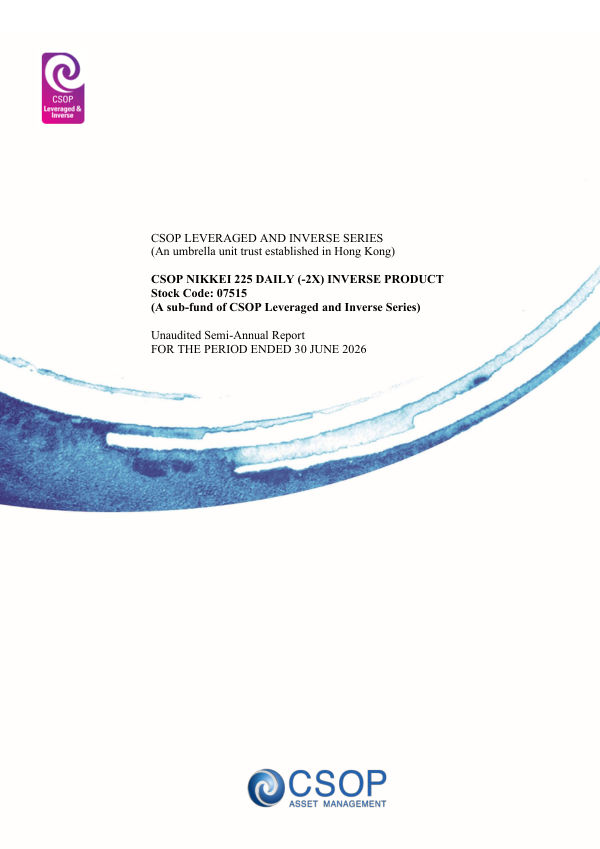 CSOP
Leveraged &
Inverse
CSOP LEVERAGED AND INVERSE SERIES
(An umbrella unit trust established in Hong Kong)
CSOP NIKKEI 225 DAILY (-2X) INVERSE PRODUCT
Stock Code: 07515
(A sub-fund of CSOP Leveraged and Inverse Series)
Unaudited Semi-Annual Report
FOR THE PERIOD ENDED 30 JUNE 2026
CSOP
ASSET MANAGEMENT